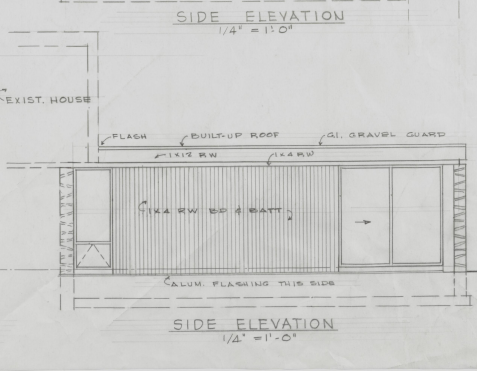 SIDE ELEVATION
1/4" = 1'-0"
EXIST. HOUSE
FLASH
BUILT-UP ROOF
G.I. GRAVEL GUARD
1X12 RW
1X4 RW
1X4 RW BD & BATT.
ALUM. FLASHING THIS SIDE
SIDE ELEVATION
1/4" = 1'-0"